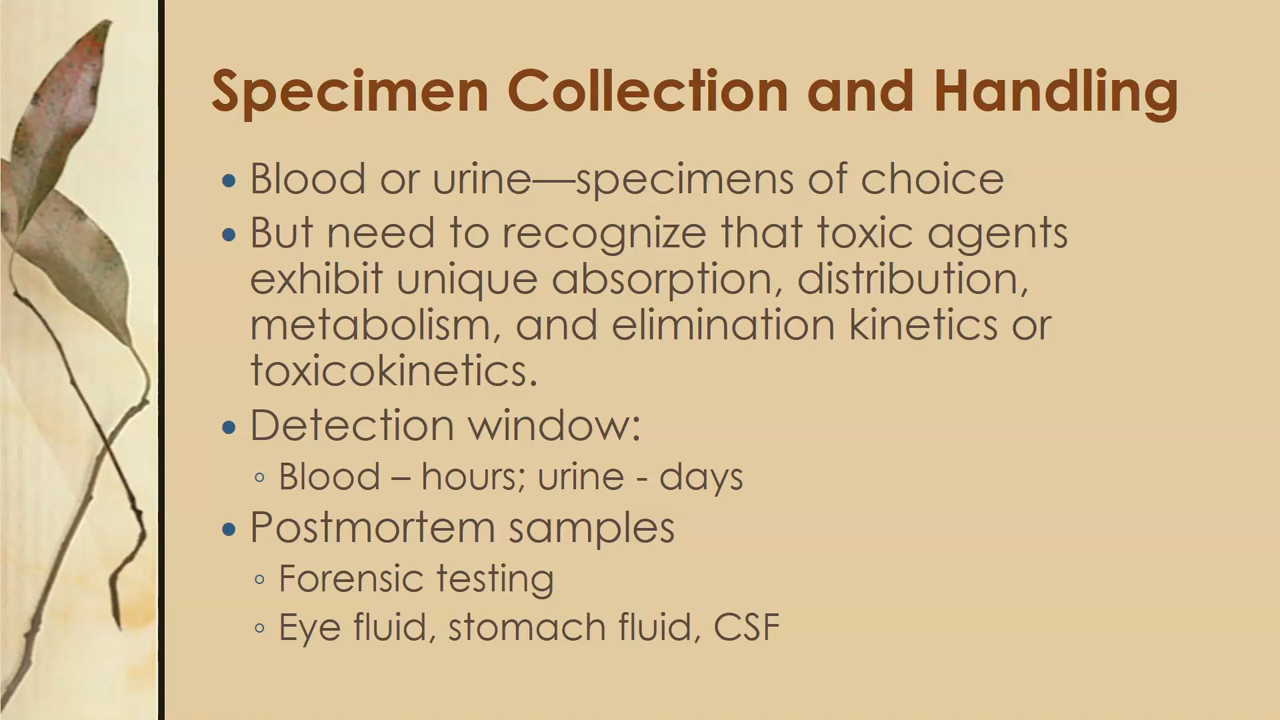 Specimen Collection and Handling
• Blood or urine—specimens of choice
• But need to recognize that toxic agents
exhibit unique absorption, distribution,
metabolism, and elimination kinetics or
toxicokinetics.
• Detection window:
◦ Blood – hours; urine - days
• Postmortem samples
◦ Forensic testing
◦ Eye fluid, stomach fluid, CSF